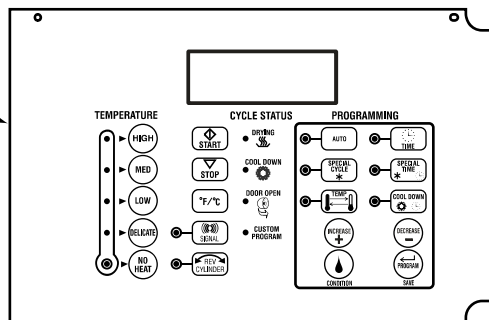 TEMPERATURE
CYCLE STATUS
PROGRAMMING
HIGH
START
DRYING
AUTO
TIME
MED
STOP
COOL DOWN
SPECIAL
CYCLE
*
SPECIAL
TIME
*
LOW
°F/°C
DOOR OPEN
TEMP
COOL DOWN
DELICATE
SIGNAL
CUSTOM
PROGRAM
INCREASE
+
DECREASE
-
NO
HEAT
REV
CYLINDER
PROGRAM
CONDITION
SAVE